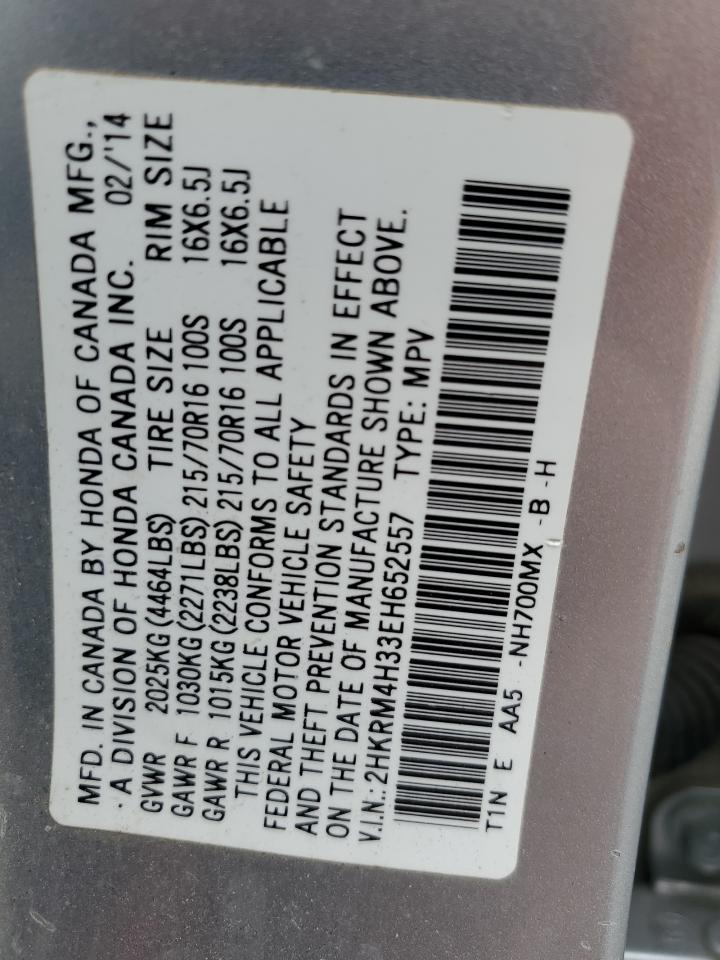 MFD. IN CANADA BY HONDA OF CANADA MFG.,
· A DIVISION OF HONDA CANADA INC. 02/'14
GVWR 2025KG (4464LBS) TIRE SIZE RIM SIZE
GAWR F 1030KG (2271LBS) 215/70R16 100S 16X6.5J
GAWR R 1015KG (2238LBS) 215/70R16 100S 16X6.5J
THIS VEHICLE CONFORMS TO ALL APPLICABLE
FEDERAL MOTOR VEHICLE SAFETY
AND THEFT PREVENTION STANDARDS IN EFFECT
ON THE DATE OF MANUFACTURE SHOWN ABOVE.
V.I.N.: 2HKRM4H33EH652557 TYPE: MPV
T1N E AA5 -NH700MX -B -H